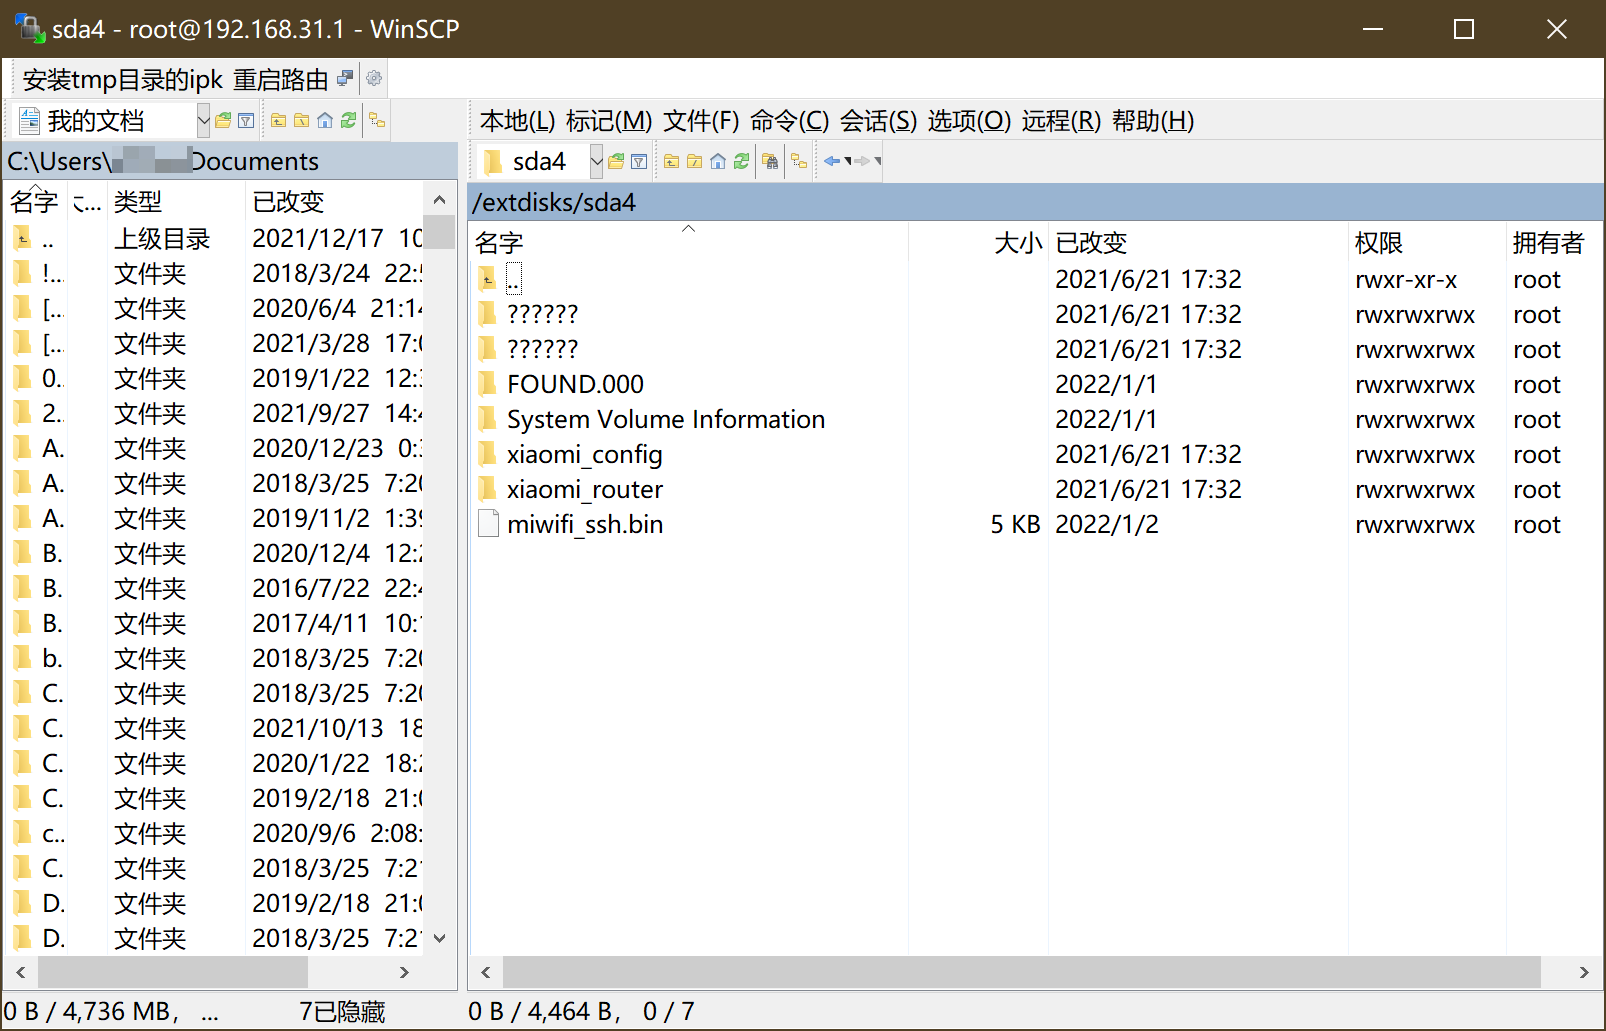 sda4 - root@192.168.31.1 - WinSCP
安装tmp目录的ipk 重启路由
我的文档
C:\Users\ Documents
名字 大... 类型 已改变
.. 上级目录 2021/12/17 10
!... 文件夹 2018/3/24 22:5
[... 文件夹 2020/6/4 21:14
[... 文件夹 2021/3/28 17:0
0.. 文件夹 2019/1/22 12:3
2.. 文件夹 2021/9/27 14:4
A. 文件夹 2020/12/23 0:3
A. 文件夹 2018/3/25 7:20
A. 文件夹 2019/11/2 1:39
B. 文件夹 2020/12/4 12:2
B. 文件夹 2016/7/22 22:4
B. 文件夹 2017/4/11 10:1
b. 文件夹 2018/3/25 7:20
C. 文件夹 2018/3/25 7:20
C. 文件夹 2021/10/13 18
C. 文件夹 2020/1/22 18:2
C. 文件夹 2019/2/18 21:0
c.. 文件夹 2020/9/6 2:08:
C. 文件夹 2018/3/25 7:21
D. 文件夹 2019/2/18 21:0
D. 文件夹 2018/3/25 7:21
0 B / 4,736 MB， ... 7已隐藏
本地(L) 标记(M) 文件(F) 命令(C) 会话(S) 选项(O) 远程(R) 帮助(H)
sda4
/extdisks/sda4
名字 大小 已改变 权限 拥有者
.. 2021/6/21 17:32 rwxr-xr-x root
?????? 2021/6/21 17:32 rwxrwxrwx root
?????? 2021/6/21 17:32 rwxrwxrwx root
FOUND.000 2022/1/1 rwxrwxrwx root
System Volume Information 2022/1/1 rwxrwxrwx root
xiaomi_config 2021/6/21 17:32 rwxrwxrwx root
xiaomi_router 2021/6/21 17:32 rwxrwxrwx root
miwifi_ssh.bin 5 KB 2022/1/2 rwxrwxrwx root
0 B / 4,464 B， 0 / 7